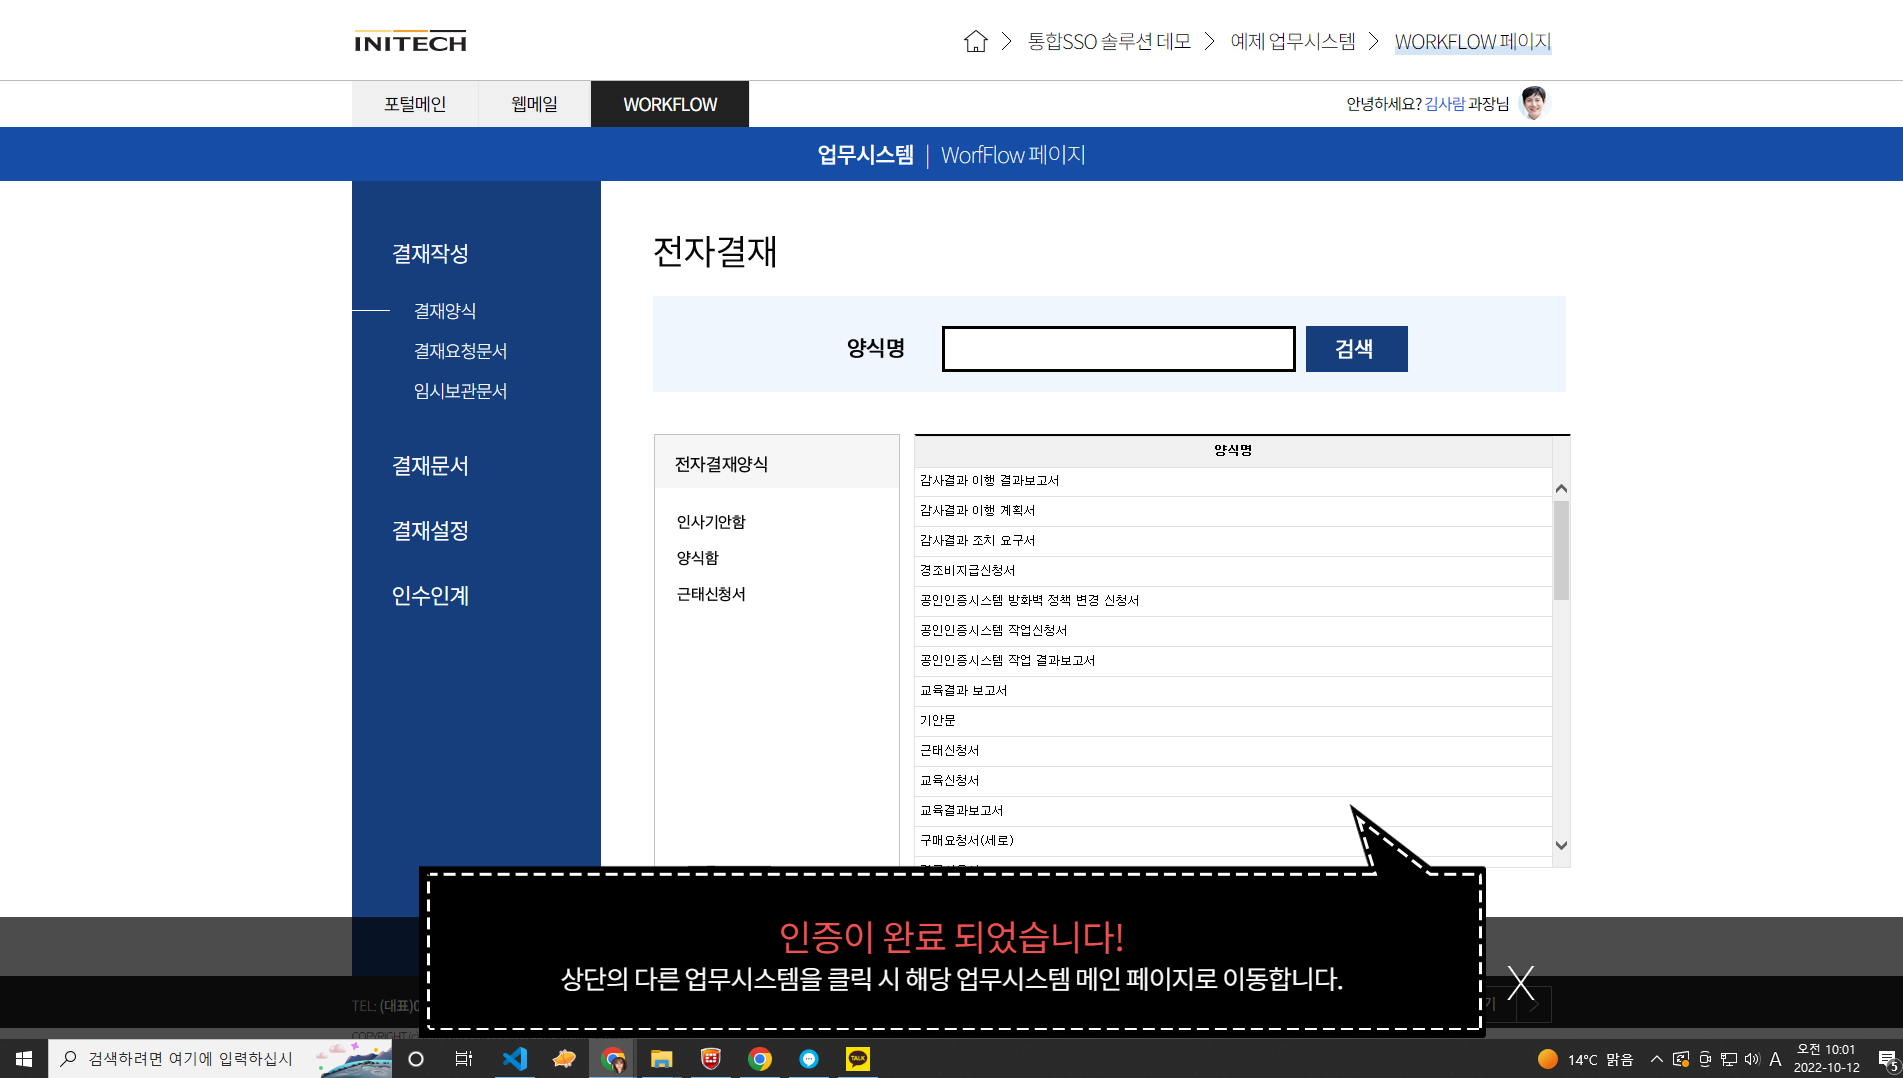 INITECH
통합SSO 솔루션 데모
예제 업무시스템
WORKFLOW 페이지
포털메인
웹메일
WORKFLOW
안녕하세요? 김사람 과장님
업무시스템 | WorfFlow 페이지
결재작성
결재양식
결재요청문서
임시보관문서
결재문서
결재설정
인수인계
전자결재
양식명
검색
전자결재양식
인사기안함
양식함
근태신청서
양식명
감사결과 이행 결과보고서
감사결과 이행 계획서
감사결과 조치 요구서
경조비지급신청서
공인인증시스템 방화벽 정책 변경 신청서
공인인증시스템 작업신청서
공인인증시스템 작업 결과보고서
교육결과 보고서
기안문
근태신청서
교육신청서
교육결과보고서
구매요청서(세로)
인증이 완료 되었습니다!
상단의 다른 업무시스템을 클릭 시 해당 업무시스템 메인 페이지로 이동합니다.
X
TEL: (대표)0
기
COPYRIGHT
검색하려면 여기에 입력하십시
TALK
14°C 맑음
A
오전 10:01
2022-10-12
5